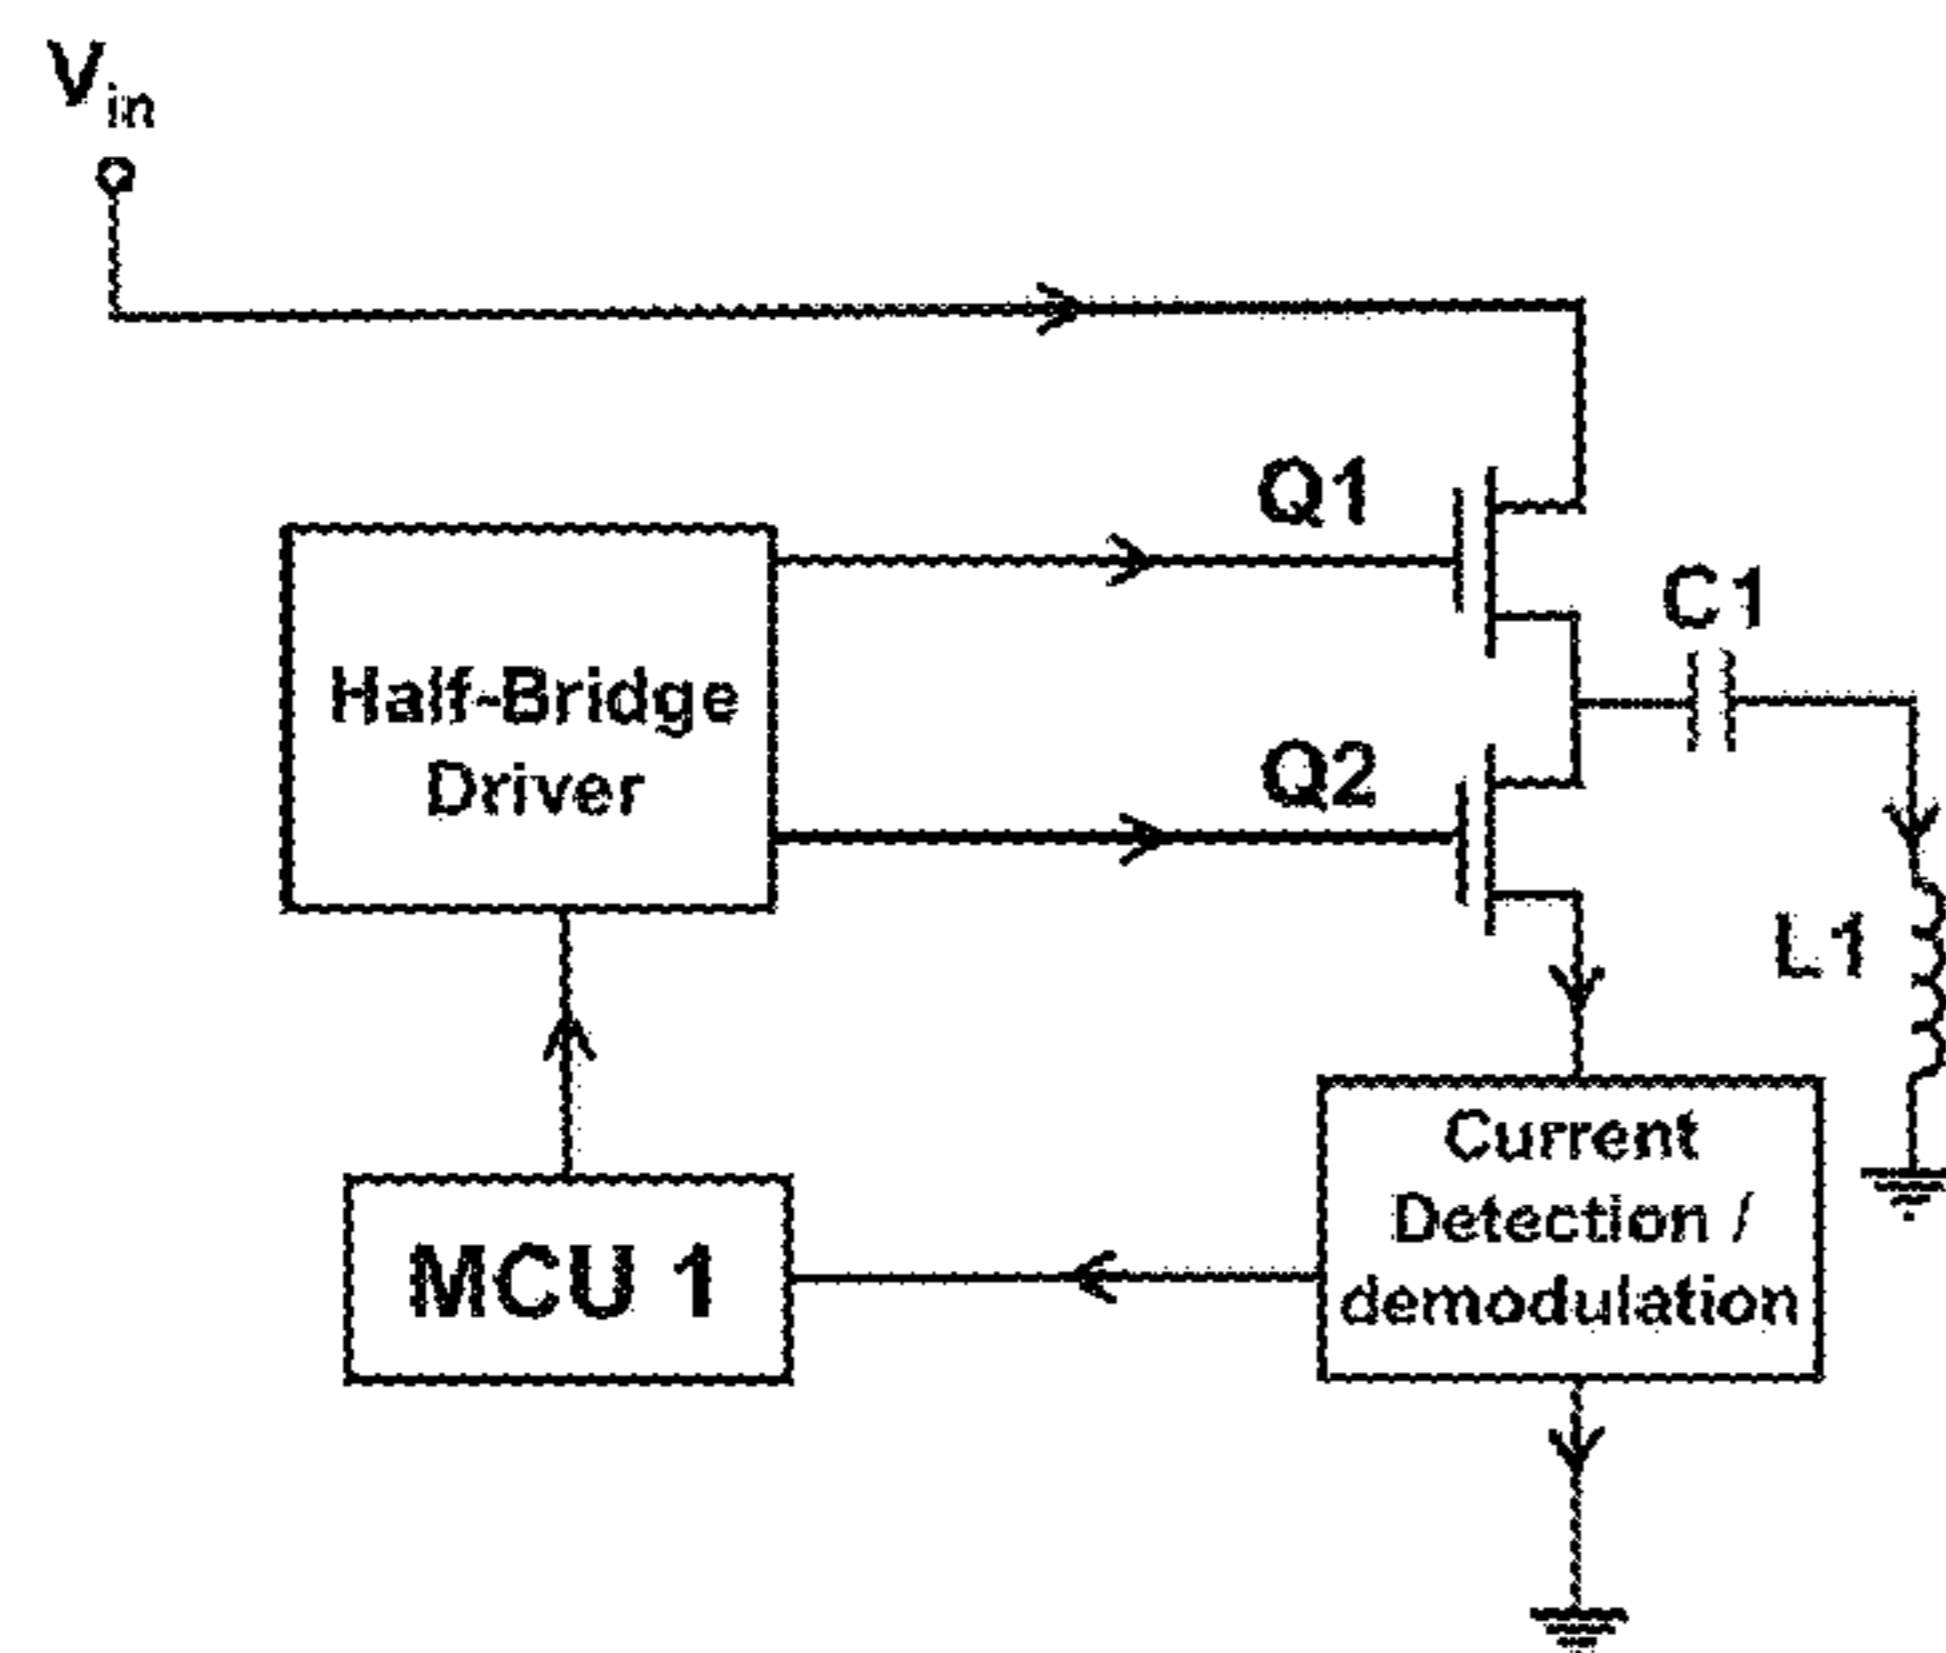 Vin
Q1
C1
Half-Bridge
Driver
Q2
L1
Current
Detection /
demodulation
MCU 1